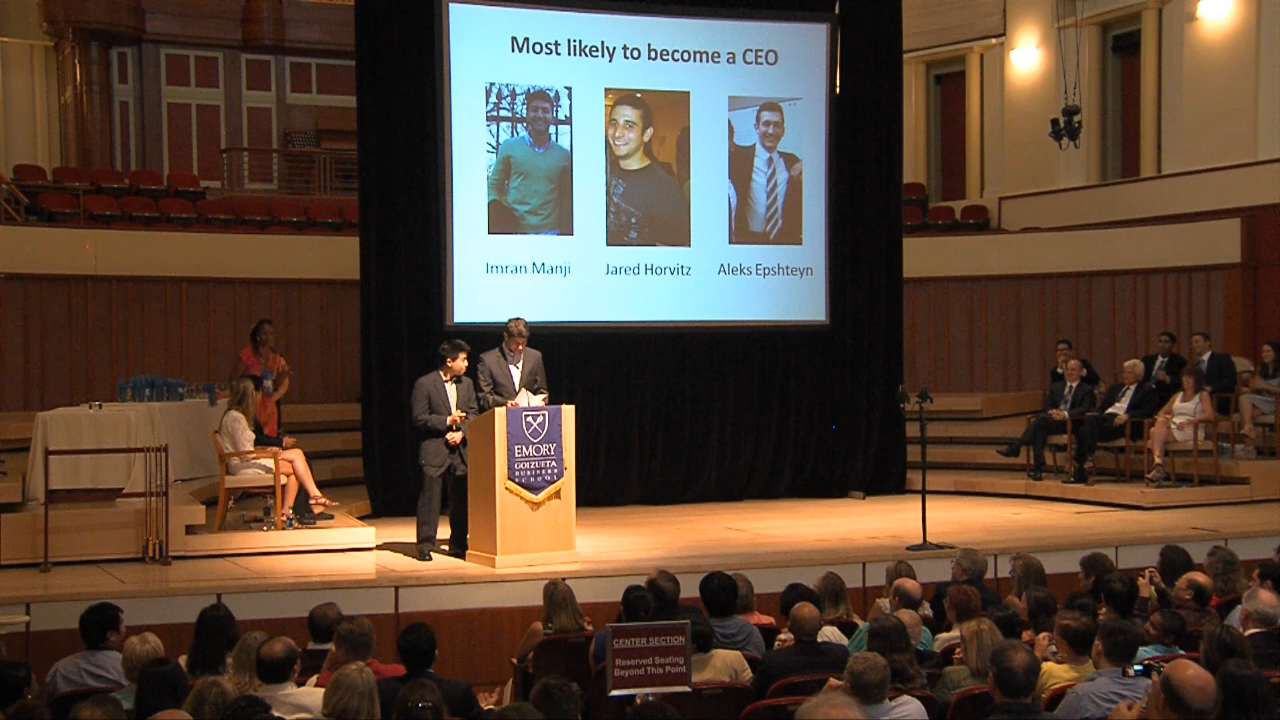 Most likely to become a CEO
Imran Manji
Jared Horvitz
Aleks Epshteyn
EMORY
GOIZUETA
BUSINESS
SCHOOL
CENTER SECTION
Reserved Seating
Beyond This Point